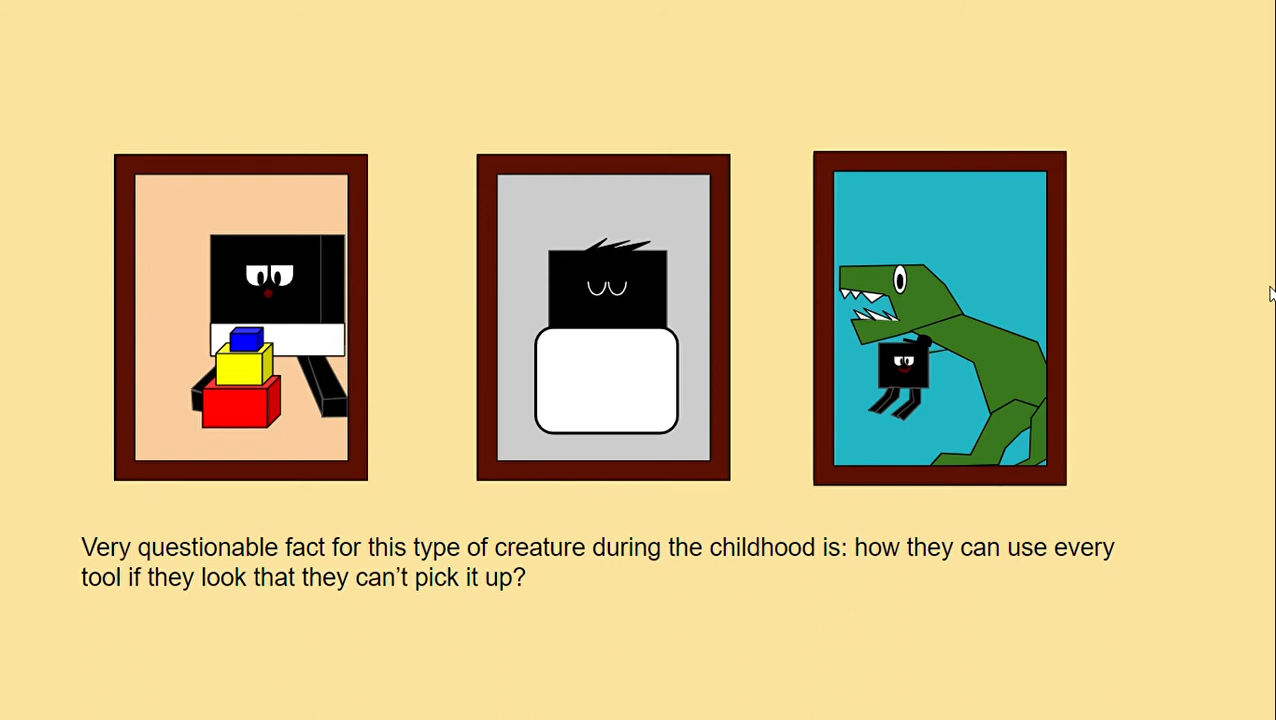 Very questionable fact for this type of creature during the childhood is: how they can use every
tool if they look that they can’t pick it up?